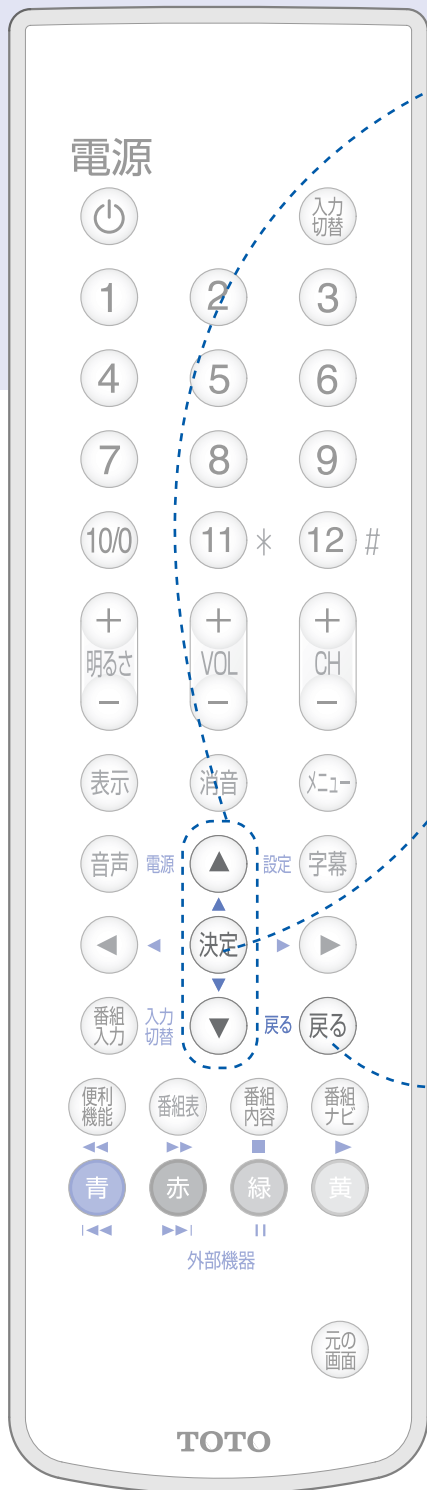 電源
入力
切替
1 2 3
4 5 6
7 8 9
10/0 11 * 12 #
+ + +
明るさ VOL CH
− − −
表示 消音 メニュー
音声 電源 ▲ 設定 字幕
▲
◀ ◀ 決定 ▶ ▶
▼
番組
入力
入力
切替
▼ 戻る 戻る
便利
機能
番組表
番組
内容
番組
ナビ
◀◀ ▶▶ ■ ▶
青 赤 緑 黄
|◀◀ ▶▶| II
外部機器
元の
画面
TOTO